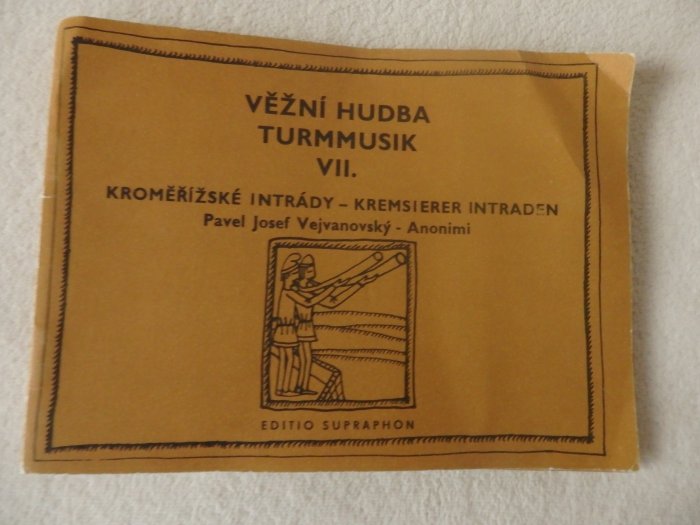 VĚŽNÍ HUDBA
TURMMUSIK
VII.
KROMĚŘÍŽSKÉ INTRÁDY – KREMSIERER INTRADEN
Pavel Josef Vejvanovský - Anonimi
EDITIO SUPRAPHON